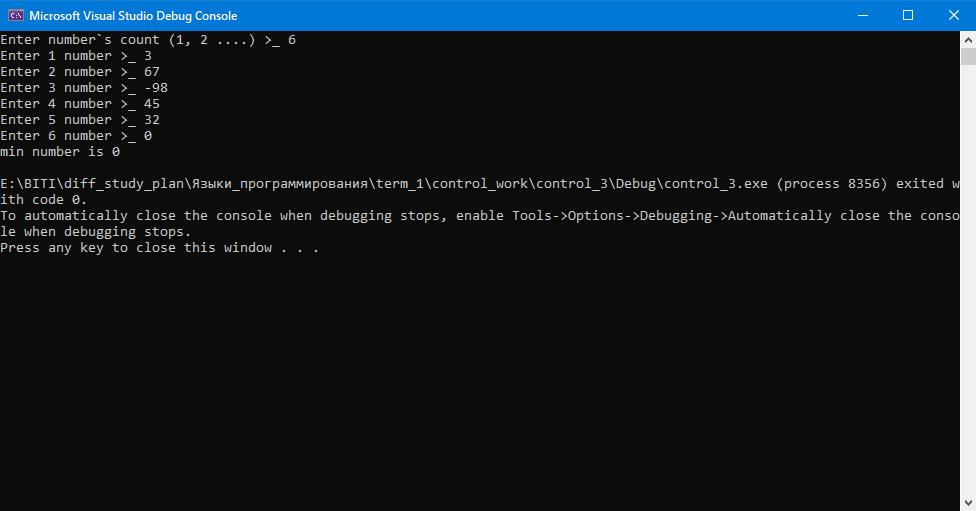 Microsoft Visual Studio Debug Console
Enter number`s count (1, 2 ....) >_ 6
Enter 1 number >_ 3
Enter 2 number >_ 67
Enter 3 number >_ -98
Enter 4 number >_ 45
Enter 5 number >_ 32
Enter 6 number >_ 0
min number is 0
E:\BITI\diff_study_plan\Языки_программирования\term_1\control_work\control_3\Debug\control_3.exe (process 8356) exited w
ith code 0.
To automatically close the console when debugging stops, enable Tools->Options->Debugging->Automatically close the conso
le when debugging stops.
Press any key to close this window . . .